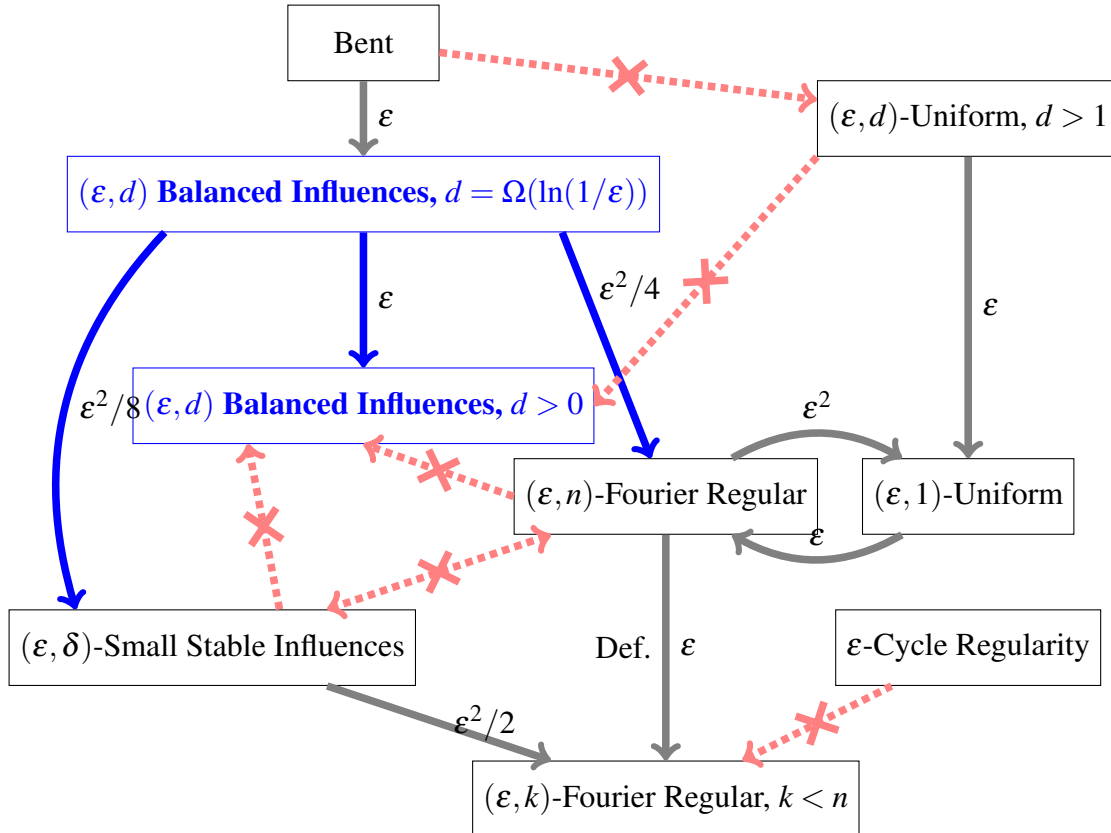 Bent
(ε, d)-Uniform, d > 1
ε
(ε, d) Balanced Influences, d = Ω(ln(1/ε))
ε
ε²/4
ε
ε²/8
(ε, d) Balanced Influences, d > 0
ε²
(ε, n)-Fourier Regular
(ε, 1)-Uniform
ε
(ε, δ)-Small Stable Influences
Def.
ε
ε-Cycle Regularity
ε²/2
(ε, k)-Fourier Regular, k < n